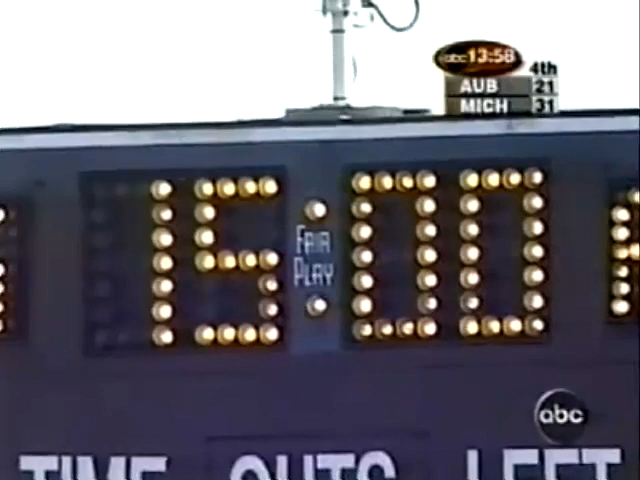 abc 13:58
4th
AUB 21
MICH 31
15:00
FAIR
PLAY
abc
TIME OUTS LEFT